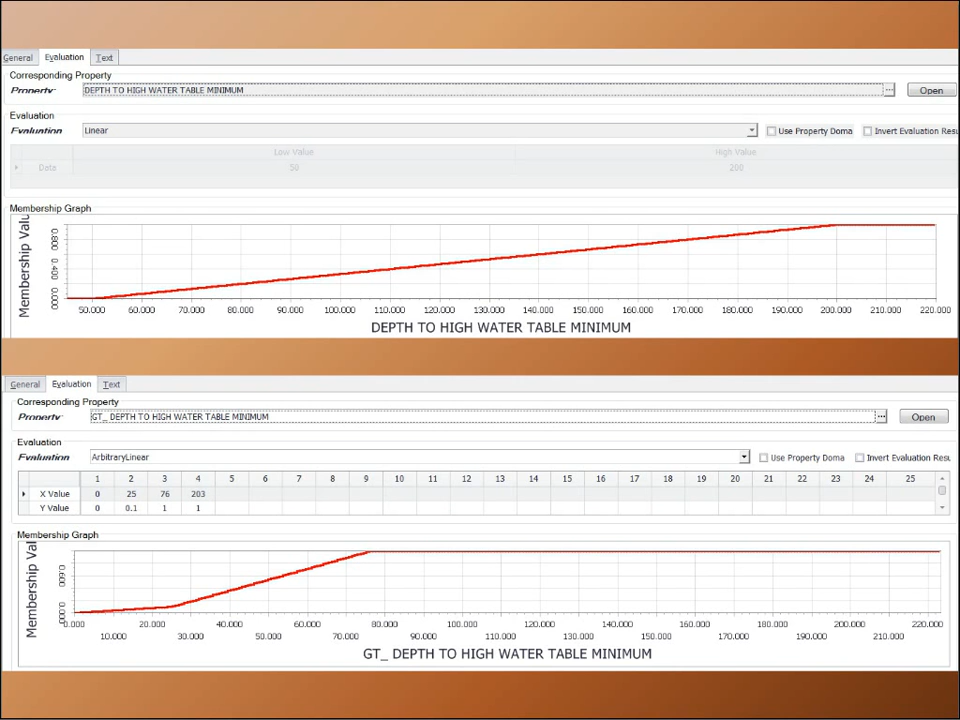 General Evaluation Text
Corresponding Property
Property: DEPTH TO HIGH WATER TABLE MINIMUM ... Open
Evaluation
Evaluation Linear Use Property Doma Invert Evaluation Resu
Low Value High Value
Data 50 200
Membership Graph
Membership Valu
0.800
0.400
0.000
50.000 60.000 70.000 80.000 90.000 100.000 110.000 120.000 130.000 140.000 150.000 160.000 170.000 180.000 190.000 200.000 210.000 220.000
DEPTH TO HIGH WATER TABLE MINIMUM
General Evaluation Text
Corresponding Property
Property: GT_ DEPTH TO HIGH WATER TABLE MINIMUM ... Open
Evaluation
Evaluation ArbitraryLinear Use Property Doma Invert Evaluation Resu
1 2 3 4 5 6 7 8 9 10 11 12 13 14 15 16 17 18 19 20 21 22 23 24 25
X Value 0 25 76 203
Y Value 0 0.1 1 1
Membership Graph
Membership Val
0.600
0.000
0.000 20.000 40.000 60.000 80.000 100.000 120.000 140.000 160.000 180.000 200.000 220.000
10.000 30.000 50.000 70.000 90.000 110.000 130.000 150.000 170.000 190.000 210.000
GT_ DEPTH TO HIGH WATER TABLE MINIMUM